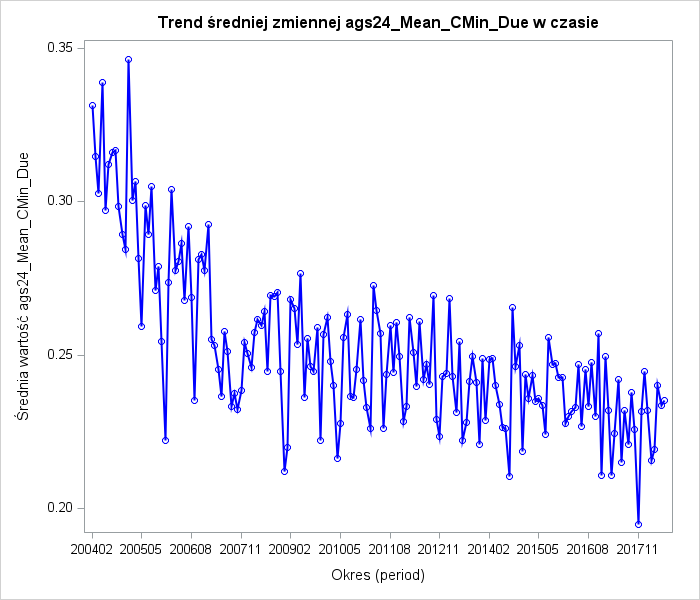 Trend średniej zmiennej ags24_Mean_CMin_Due w czasie
Średnia wartość ags24_Mean_CMin_Due
0.35
0.30
0.25
0.20
200402 200505 200608 200711 200902 201005 201108 201211 201402 201505 201608 201711
Okres (period)